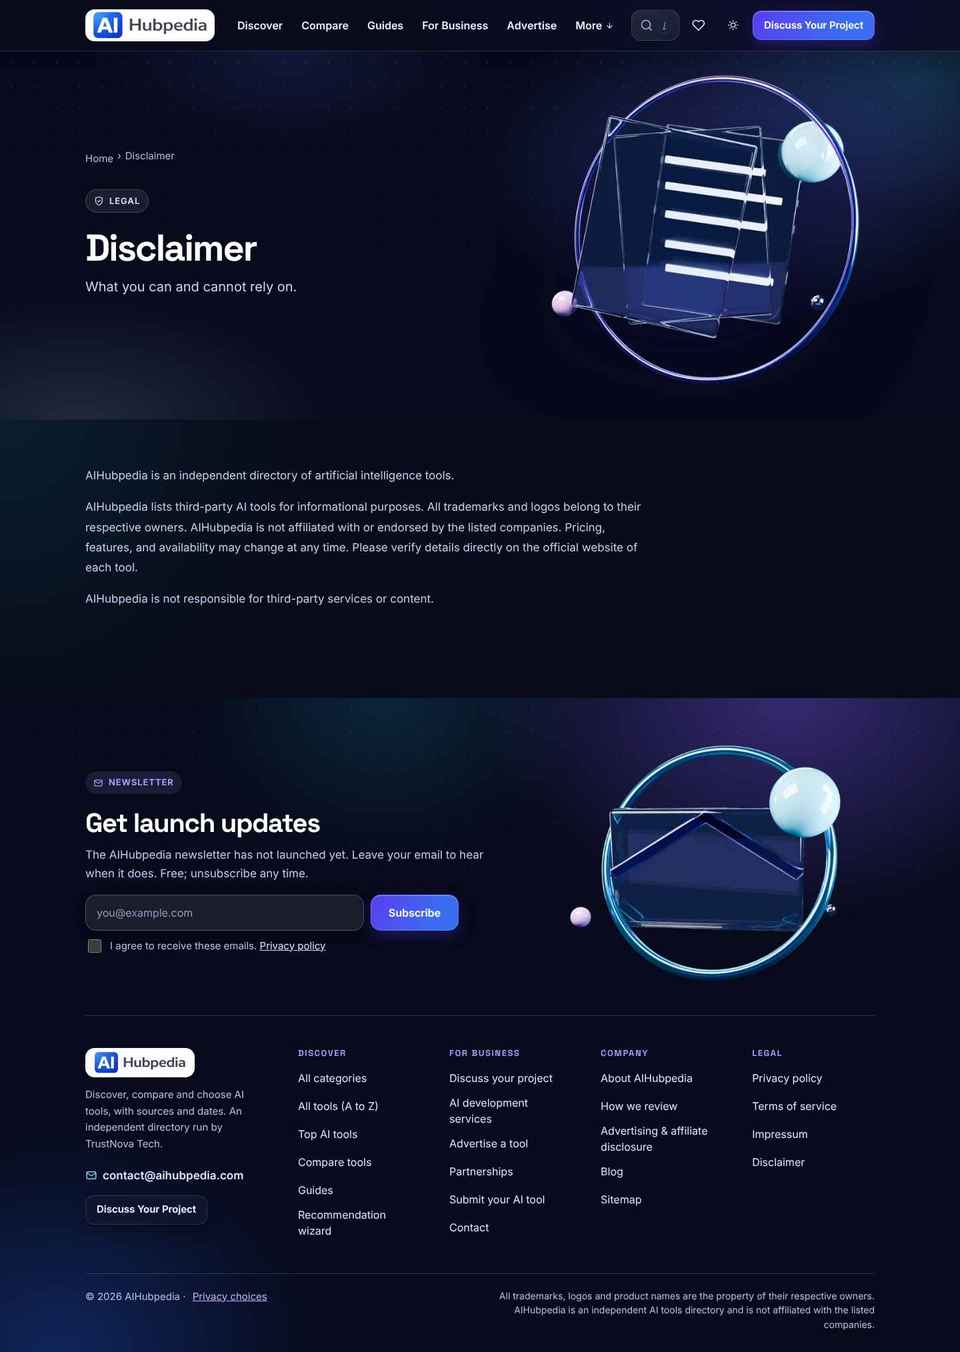 AI Hubpedia
Discover Compare Guides For Business Advertise More ↓ / Discuss Your Project
Home › Disclaimer
LEGAL
Disclaimer
What you can and cannot rely on.
AIHubpedia is an independent directory of artificial intelligence tools.
AIHubpedia lists third-party AI tools for informational purposes. All trademarks and logos belong to their
respective owners. AIHubpedia is not affiliated with or endorsed by the listed companies. Pricing,
features, and availability may change at any time. Please verify details directly on the official website of
each tool.
AIHubpedia is not responsible for third-party services or content.
NEWSLETTER
Get launch updates
The AIHubpedia newsletter has not launched yet. Leave your email to hear
when it does. Free; unsubscribe any time.
you@example.com
Subscribe
I agree to receive these emails. Privacy policy
AI Hubpedia
Discover, compare and choose AI
tools, with sources and dates. An
independent directory run by
TrustNova Tech.
contact@aihubpedia.com
Discuss Your Project
DISCOVER
All categories
All tools (A to Z)
Top AI tools
Compare tools
Guides
Recommendation
wizard
FOR BUSINESS
Discuss your project
AI development
services
Advertise a tool
Partnerships
Submit your AI tool
Contact
COMPANY
About AIHubpedia
How we review
Advertising & affiliate
disclosure
Blog
Sitemap
LEGAL
Privacy policy
Terms of service
Impressum
Disclaimer
© 2026 AIHubpedia · Privacy choices
All trademarks, logos and product names are the property of their respective owners.
AIHubpedia is an independent AI tools directory and is not affiliated with the listed
companies.